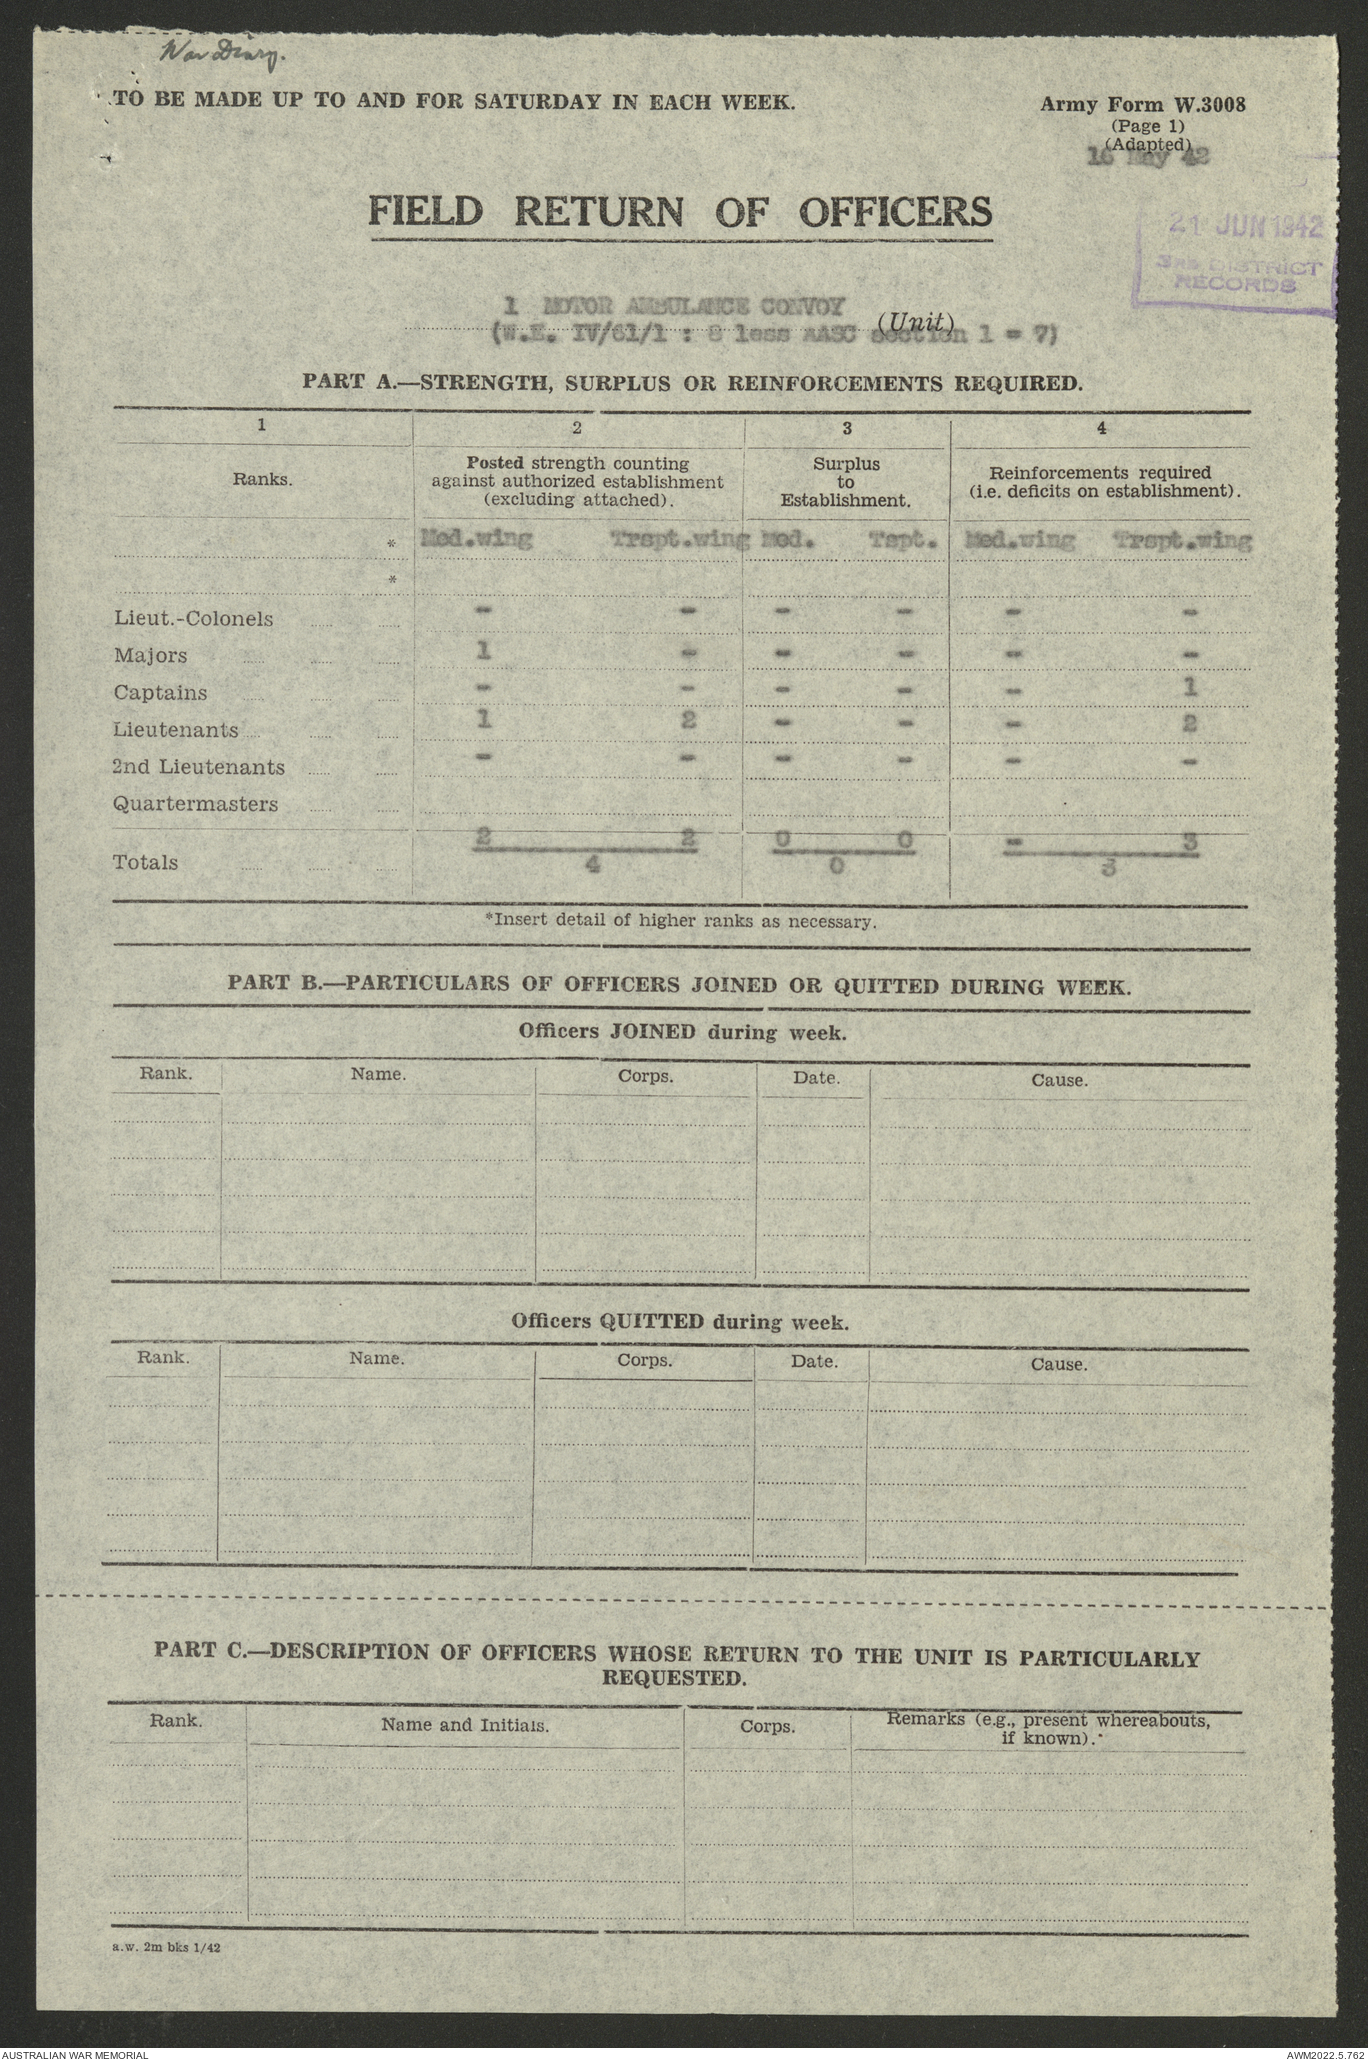 War Diary.
TO BE MADE UP TO AND FOR SATURDAY IN EACH WEEK.
Army Form W.3008
(Page 1)
(Adapted)
16 May 42
FIELD RETURN OF OFFICERS
21 JUN 1942
3RD DISTRICT
RECORDS
1 MOTOR AMBULANCE CONVOY
(Unit)
(W.E. IV/61/1 : 8 less AASC section 1 = 7)
PART A.—STRENGTH, SURPLUS OR REINFORCEMENTS REQUIRED.
1 2 3 4
Ranks.
Posted strength counting
against authorized establishment
(excluding attached).
Surplus
to
Establishment.
Reinforcements required
(i.e. deficits on establishment).
* Med.wing Trspt.wing Med. Tspt. Med.wing Trspt.wing
*
Lieut.-Colonels - - - - - -
Majors 1 - - - - -
Captains - - - - - 1
Lieutenants 1 2 - - - 2
2nd Lieutenants - - - - - -
Quartermasters
2 2 0 0 - 3
Totals 4 0 3
*Insert detail of higher ranks as necessary.
PART B.—PARTICULARS OF OFFICERS JOINED OR QUITTED DURING WEEK.
Officers JOINED during week.
Rank. Name. Corps. Date. Cause.
Officers QUITTED during week.
Rank. Name. Corps. Date. Cause.
PART C.—DESCRIPTION OF OFFICERS WHOSE RETURN TO THE UNIT IS PARTICULARLY
REQUESTED.
Rank. Name and Initials. Corps. Remarks (e.g., present whereabouts,
if known).
a.w. 2m bks 1/42
AUSTRALIAN WAR MEMORIAL
AWM2022.5.762